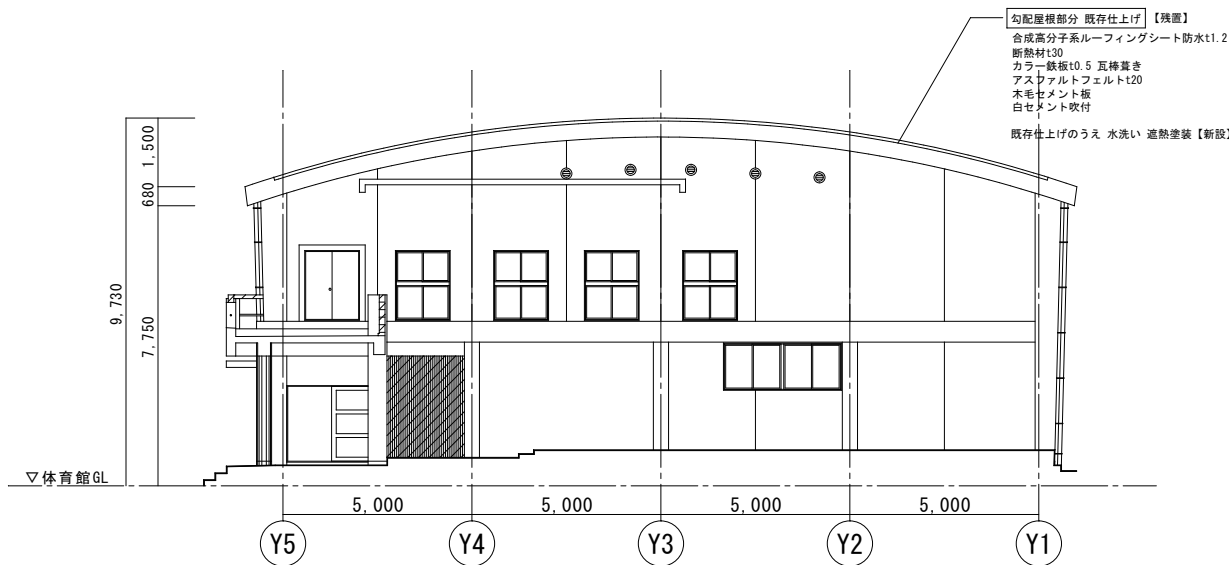 勾配屋根部分 既存仕上げ 【残置】
合成高分子系ルーフィングシート防水t1.2
断熱材t30
カラー鉄板t0.5 瓦棒葺き
アスファルトフェルトt20
木毛セメント板
白セメント吹付
既存仕上げのうえ 水洗い 遮熱塗装【新設】
1,500
680
9,730
7,750
▽体育館GL
5,000
5,000
5,000
5,000
Y5
Y4
Y3
Y2
Y1